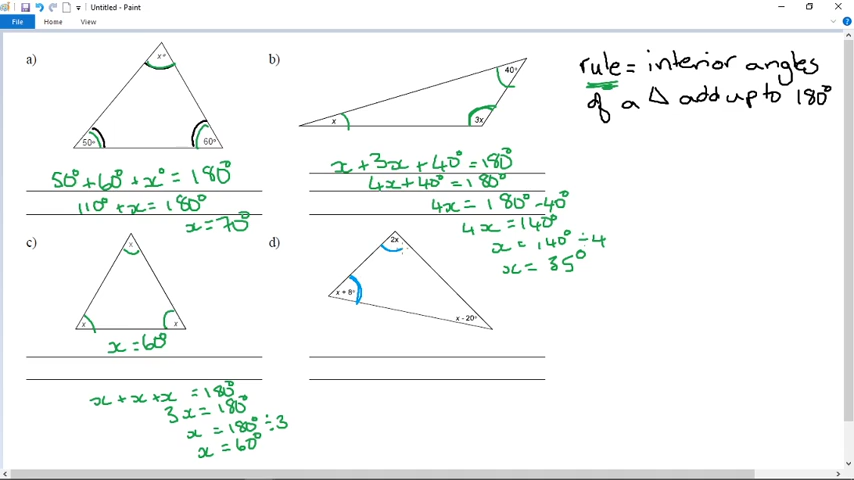 Untitled - Paint
File Home View
a)
x°
50°
60°
50° + 60° + x° = 180°
110° + x = 180°
x = 70°
b)
40°
x
3x
x + 3x + 40° = 180°
4x + 40° = 180°
4x = 180° - 40°
4x = 140°
x = 140° ÷ 4
x = 35°
rule = interior angles
of a △ add up to 180°
c)
x
x
x
x = 60°
x + x + x = 180°
3x = 180°
x = 180° ÷ 3
x = 60°
d)
2x
x + 8°
x - 20°